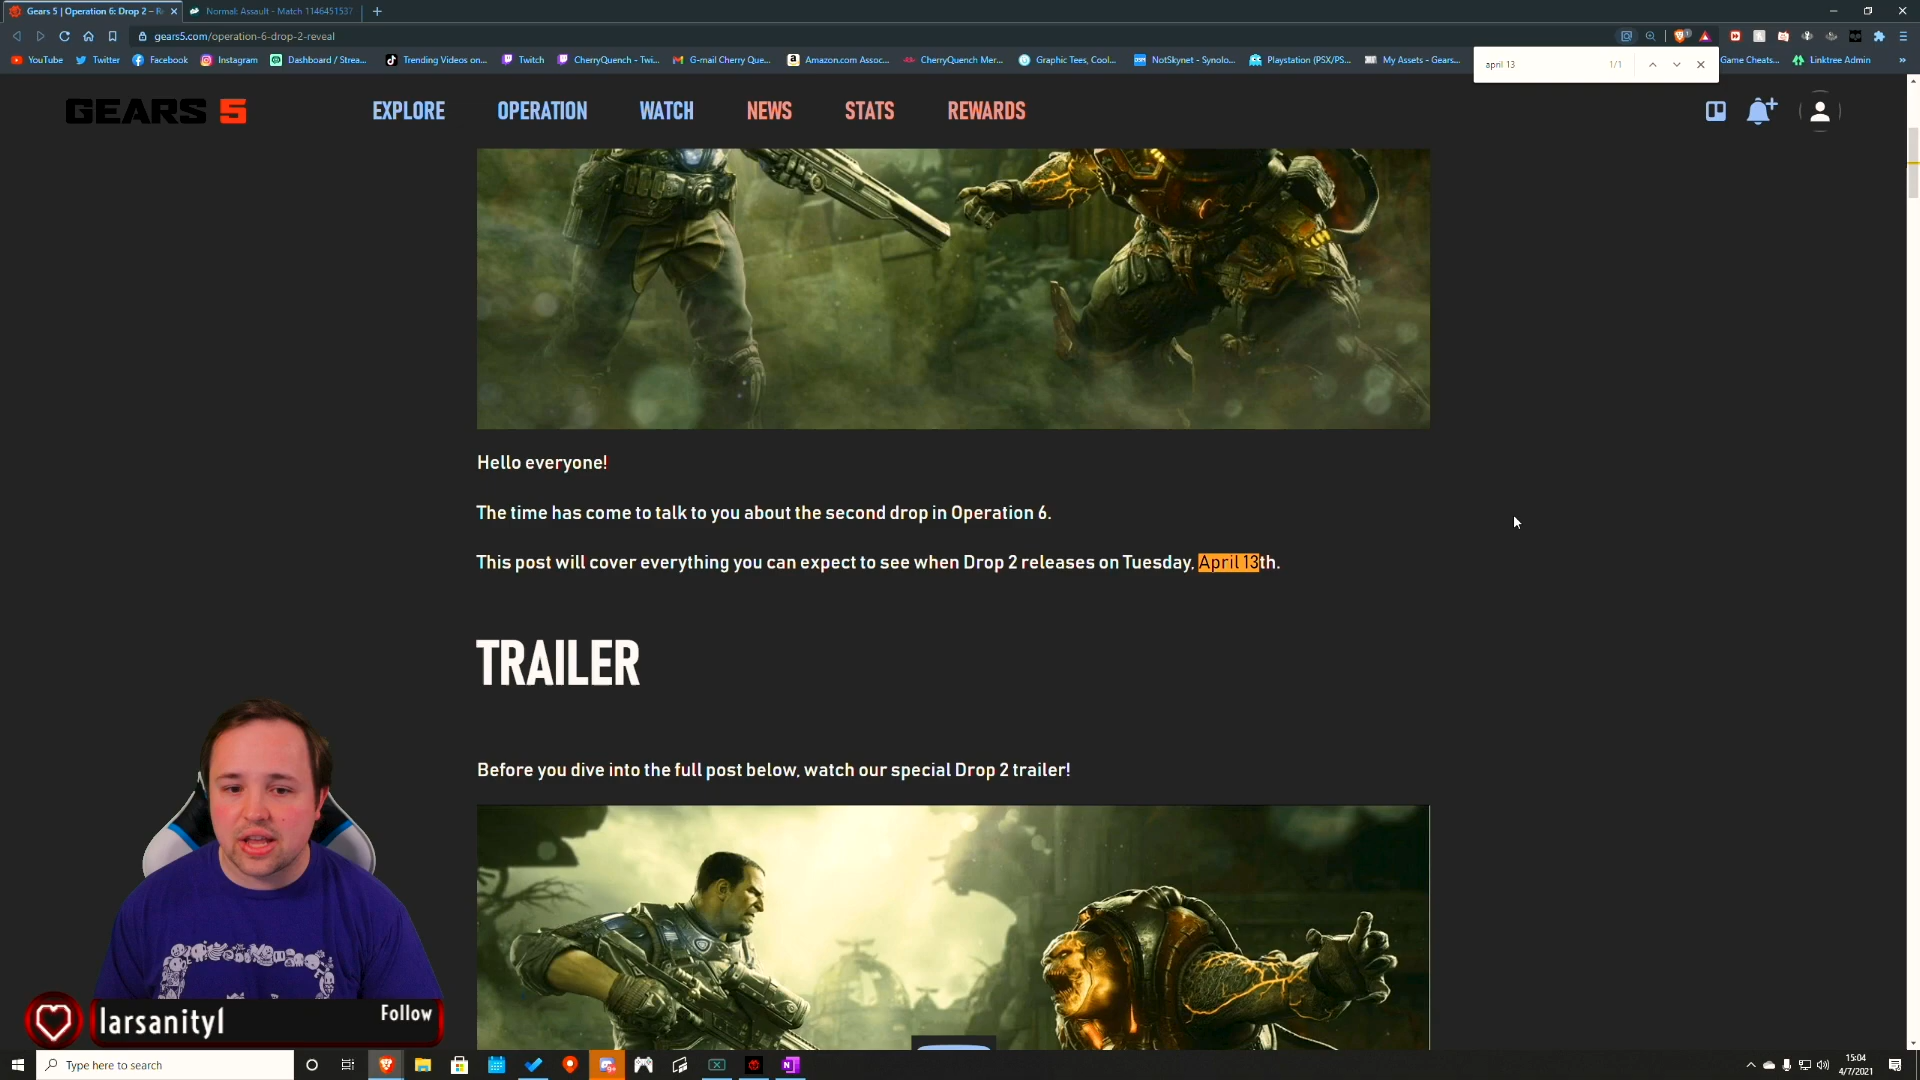 Gears 5 | Operation 6: Drop 2 – R
Normal: Assault - Match 1146451537
gears5.com/operation-6-drop-2-reveal
YouTube
Twitter
Facebook
Instagram
Dashboard / Strea...
Trending Videos on...
Twitch
CherryQuench - Twi...
G-mail Cherry Que...
Amazon.com Assoc...
CherryQuench Mer...
Graphic Tees, Cool...
NotSkynet - Synolo...
Playstation (PSX/PS...
My Assets - Gears...
Game Cheats...
Linktree Admin
april 13
1/1
GEARS 5
EXPLORE
OPERATION
WATCH
NEWS
STATS
REWARDS
Hello everyone!
The time has come to talk to you about the second drop in Operation 6.
This post will cover everything you can expect to see when Drop 2 releases on Tuesday, April 13th.
TRAILER
Before you dive into the full post below, watch our special Drop 2 trailer!
larsanity1
Follow
Type here to search
15:04
4/7/2021